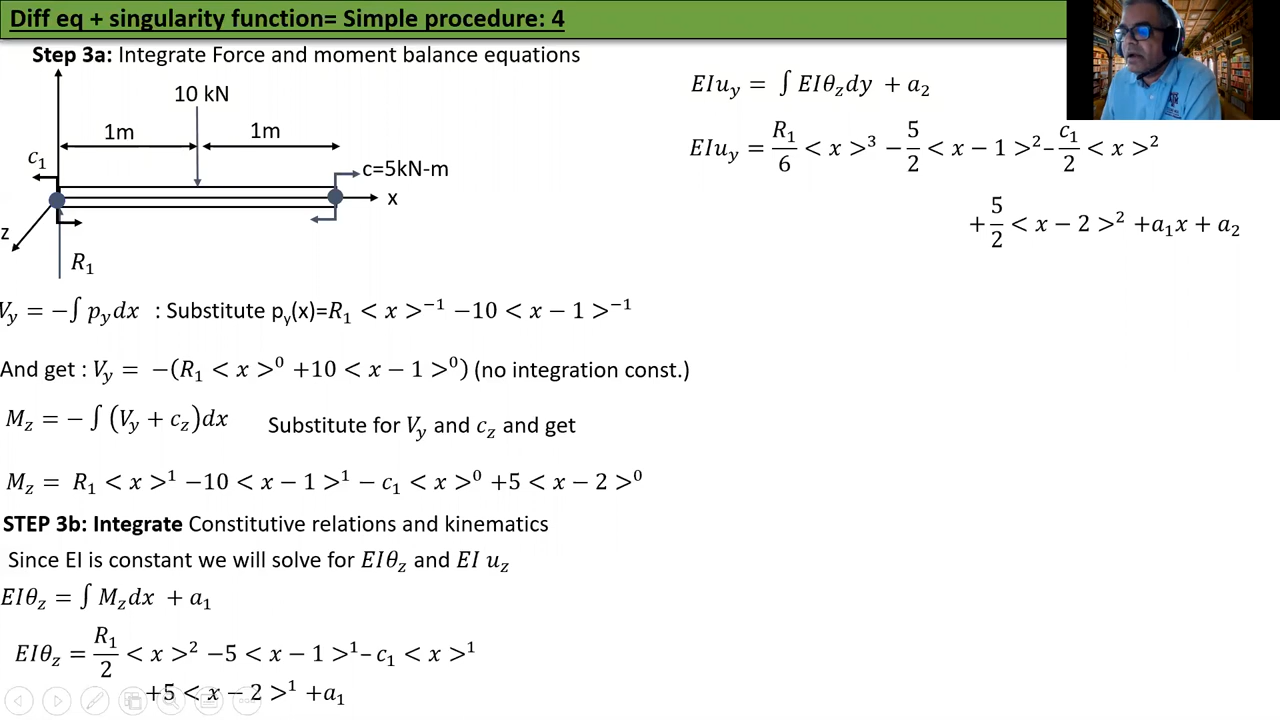 Diff eq + singularity function= Simple procedure: 4
Step 3a: Integrate Force and moment balance equations
10 kN
1m
1m
c₁
c=5kN-m
x
z
R₁
V_y = −∫ p_y dx : Substitute p_y(x)=R₁ < x >⁻¹ −10 < x − 1 >⁻¹
And get : V_y = −(R₁ < x >⁰ +10 < x − 1 >⁰) (no integration const.)
M_z = − ∫ (V_y + c_z)dx Substitute for V_y and c_z and get
M_z = R₁ < x >¹ −10 < x − 1 >¹ − c₁ < x >⁰ +5 < x − 2 >⁰
STEP 3b: Integrate Constitutive relations and kinematics
Since EI is constant we will solve for EIθ_z and EI u_z
EIθ_z = ∫ M_z dx + a₁
EIθ_z = R₁/2 < x >² −5 < x − 1 >¹– c₁ < x >¹
+5 < x − 2 >¹ +a₁
EIu_y = ∫ EIθ_z dy + a₂
EIu_y = R₁/6 < x >³ − 5/2 < x − 1 >²– c₁/2 < x >²
+ 5/2 < x − 2 >² +a₁x + a₂